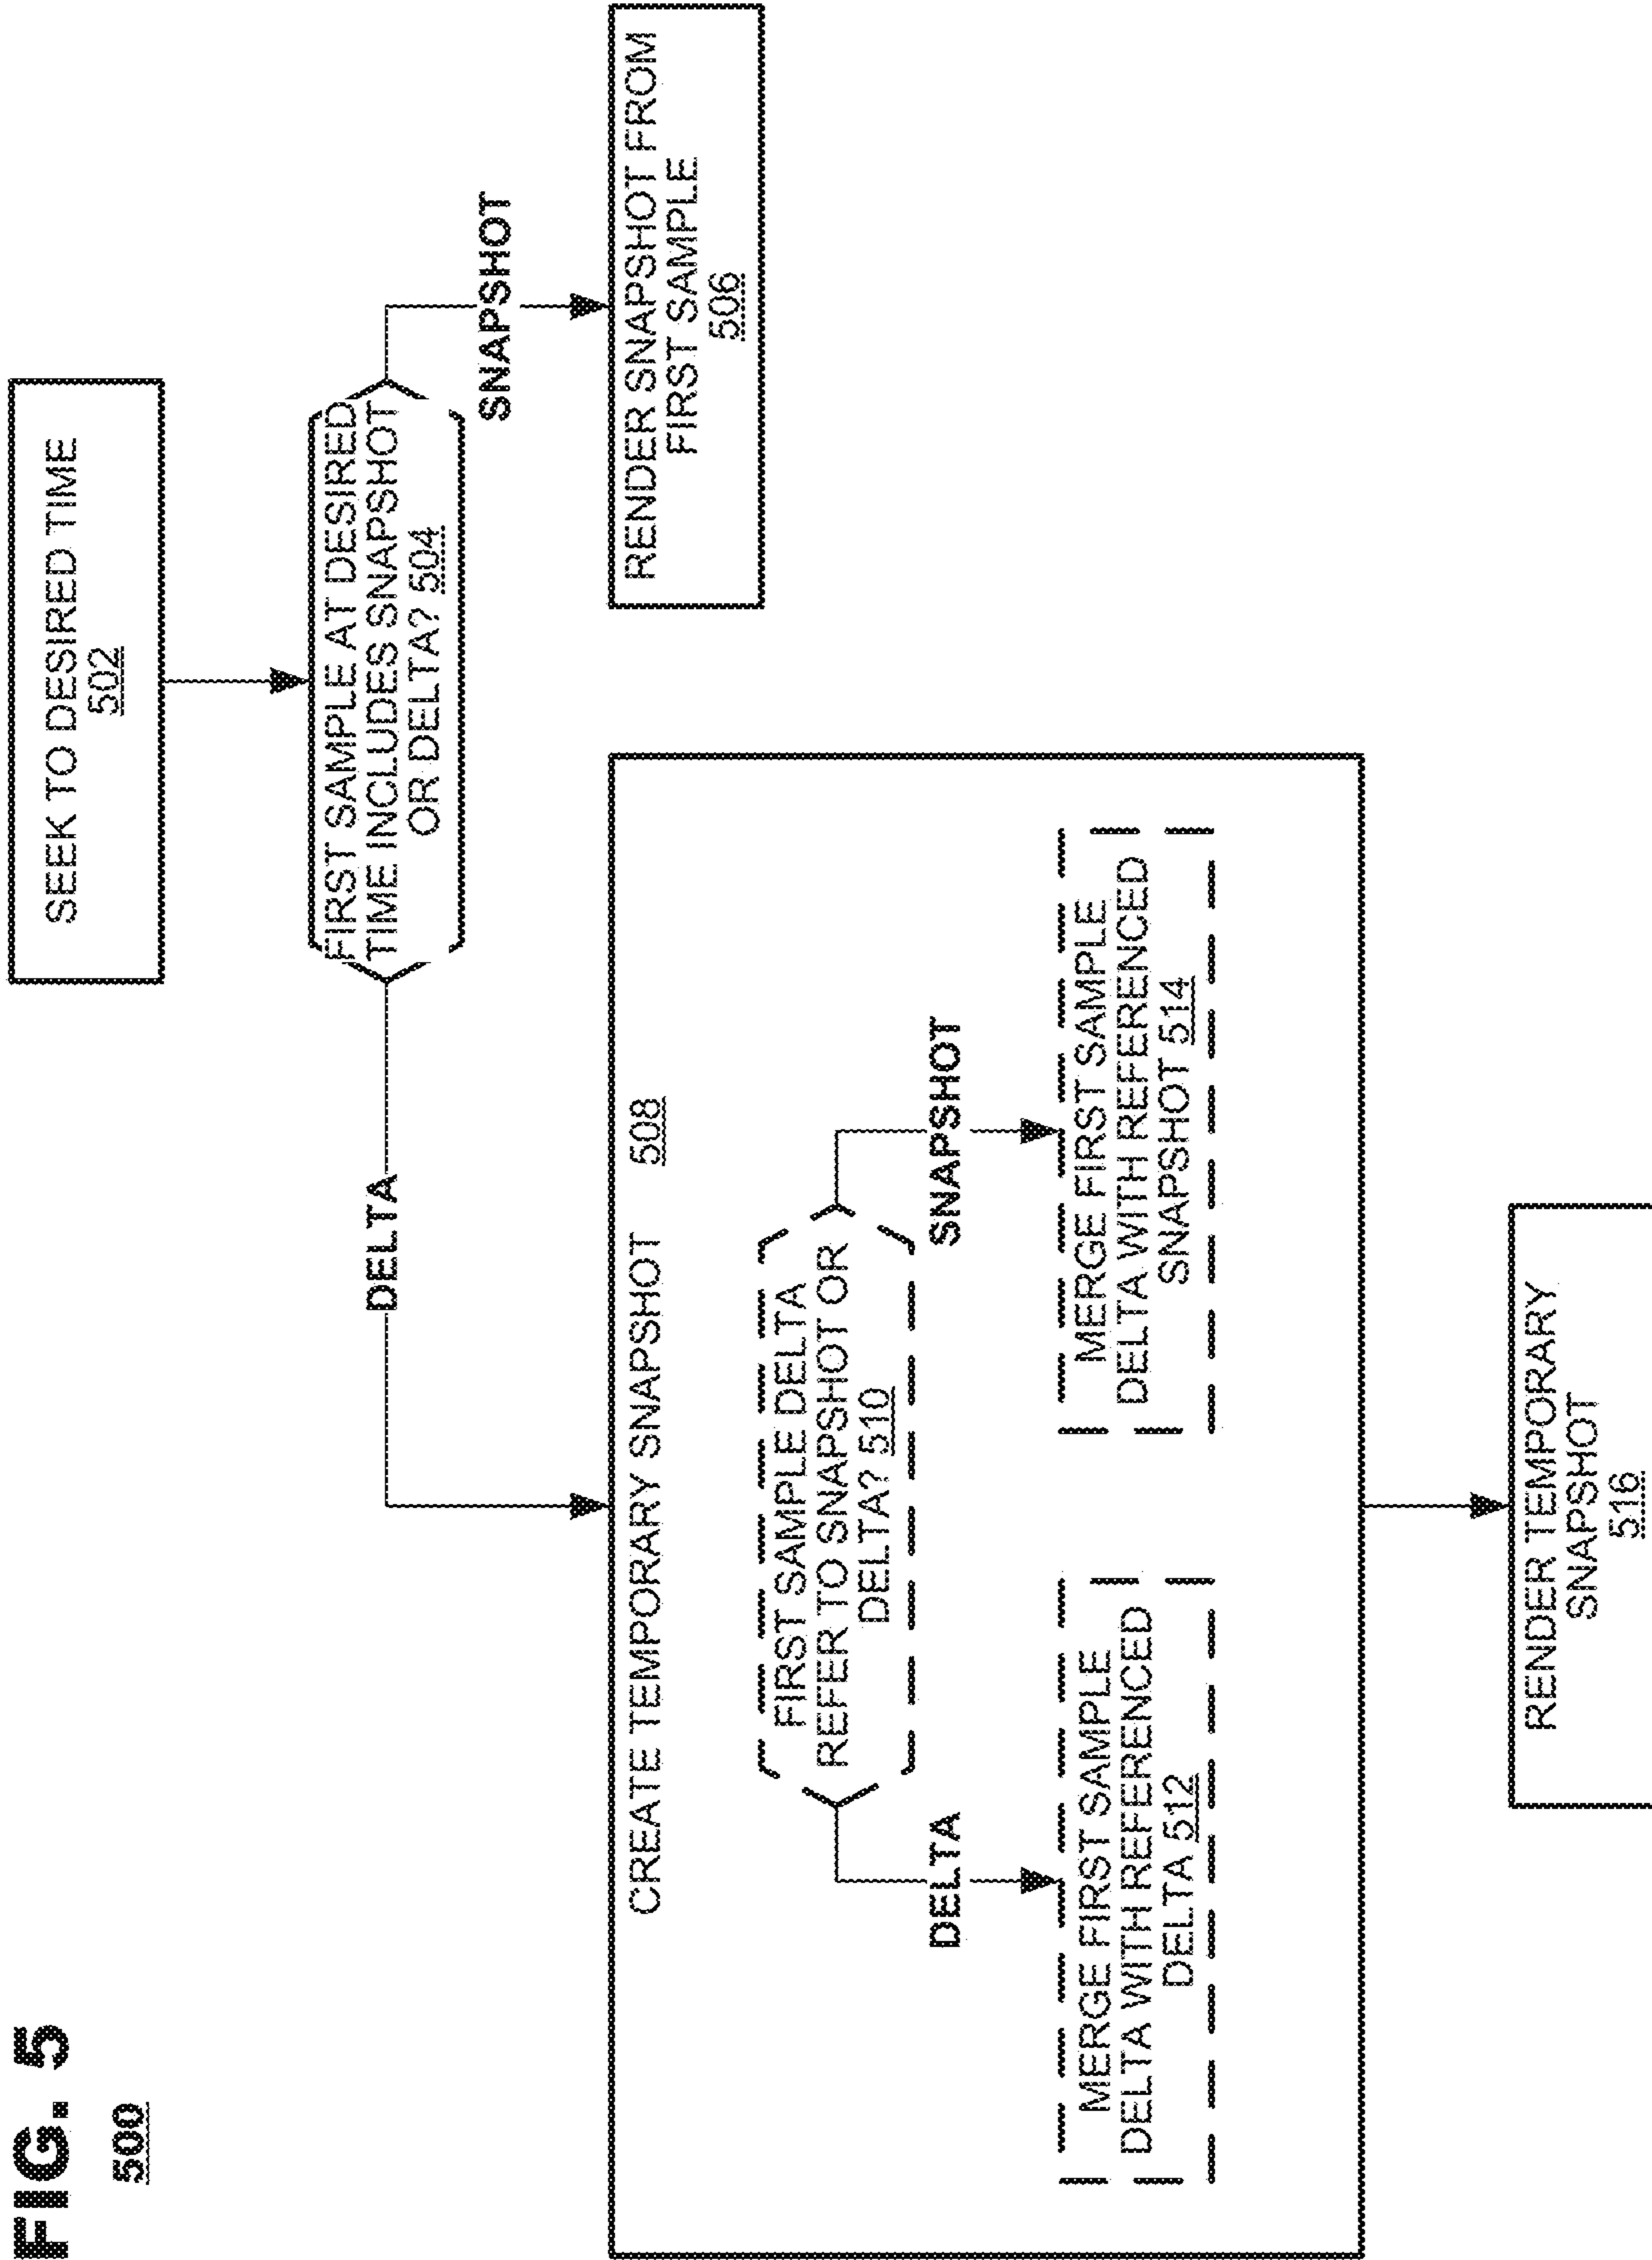 FIG. 5
500
SEEK TO DESIRED TIME
502
FIRST SAMPLE AT DESIRED
TIME INCLUDES SNAPSHOT
OR DELTA? 504
DELTA
SNAPSHOT
RENDER SNAPSHOT FROM
FIRST SAMPLE
506
CREATE TEMPORARY SNAPSHOT 508
FIRST SAMPLE DELTA
REFER TO SNAPSHOT OR
DELTA? 510
DELTA
SNAPSHOT
MERGE FIRST SAMPLE
DELTA WITH REFERENCED
DELTA 512
MERGE FIRST SAMPLE
DELTA WITH REFERENCED
SNAPSHOT 514
RENDER TEMPORARY
SNAPSHOT
516